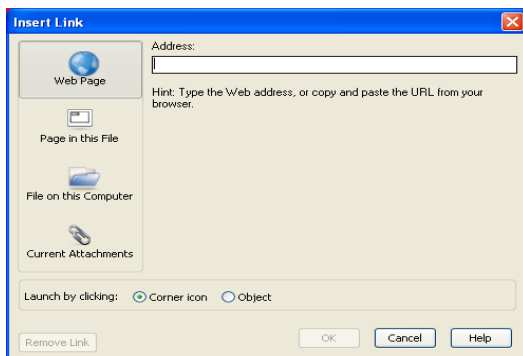 Insert Link
Web Page
Page in this File
File on this Computer
Current Attachments
Address:
Hint: Type the Web address, or copy and paste the URL from your
browser.
Launch by clicking: Corner icon Object
Remove Link OK Cancel Help